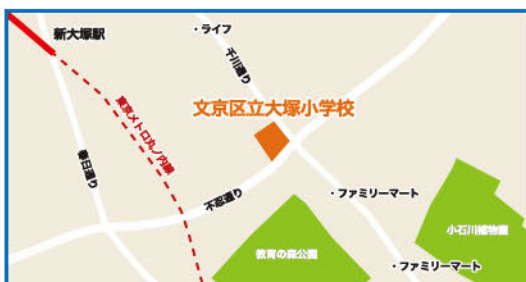 新大塚駅
・ライフ
千川通り
文京区立大塚小学校
東京メトロ丸ノ内線
春日通り
不忍通り
・ファミリーマート
小石川植物園
教育の森公園
・ファミリーマート